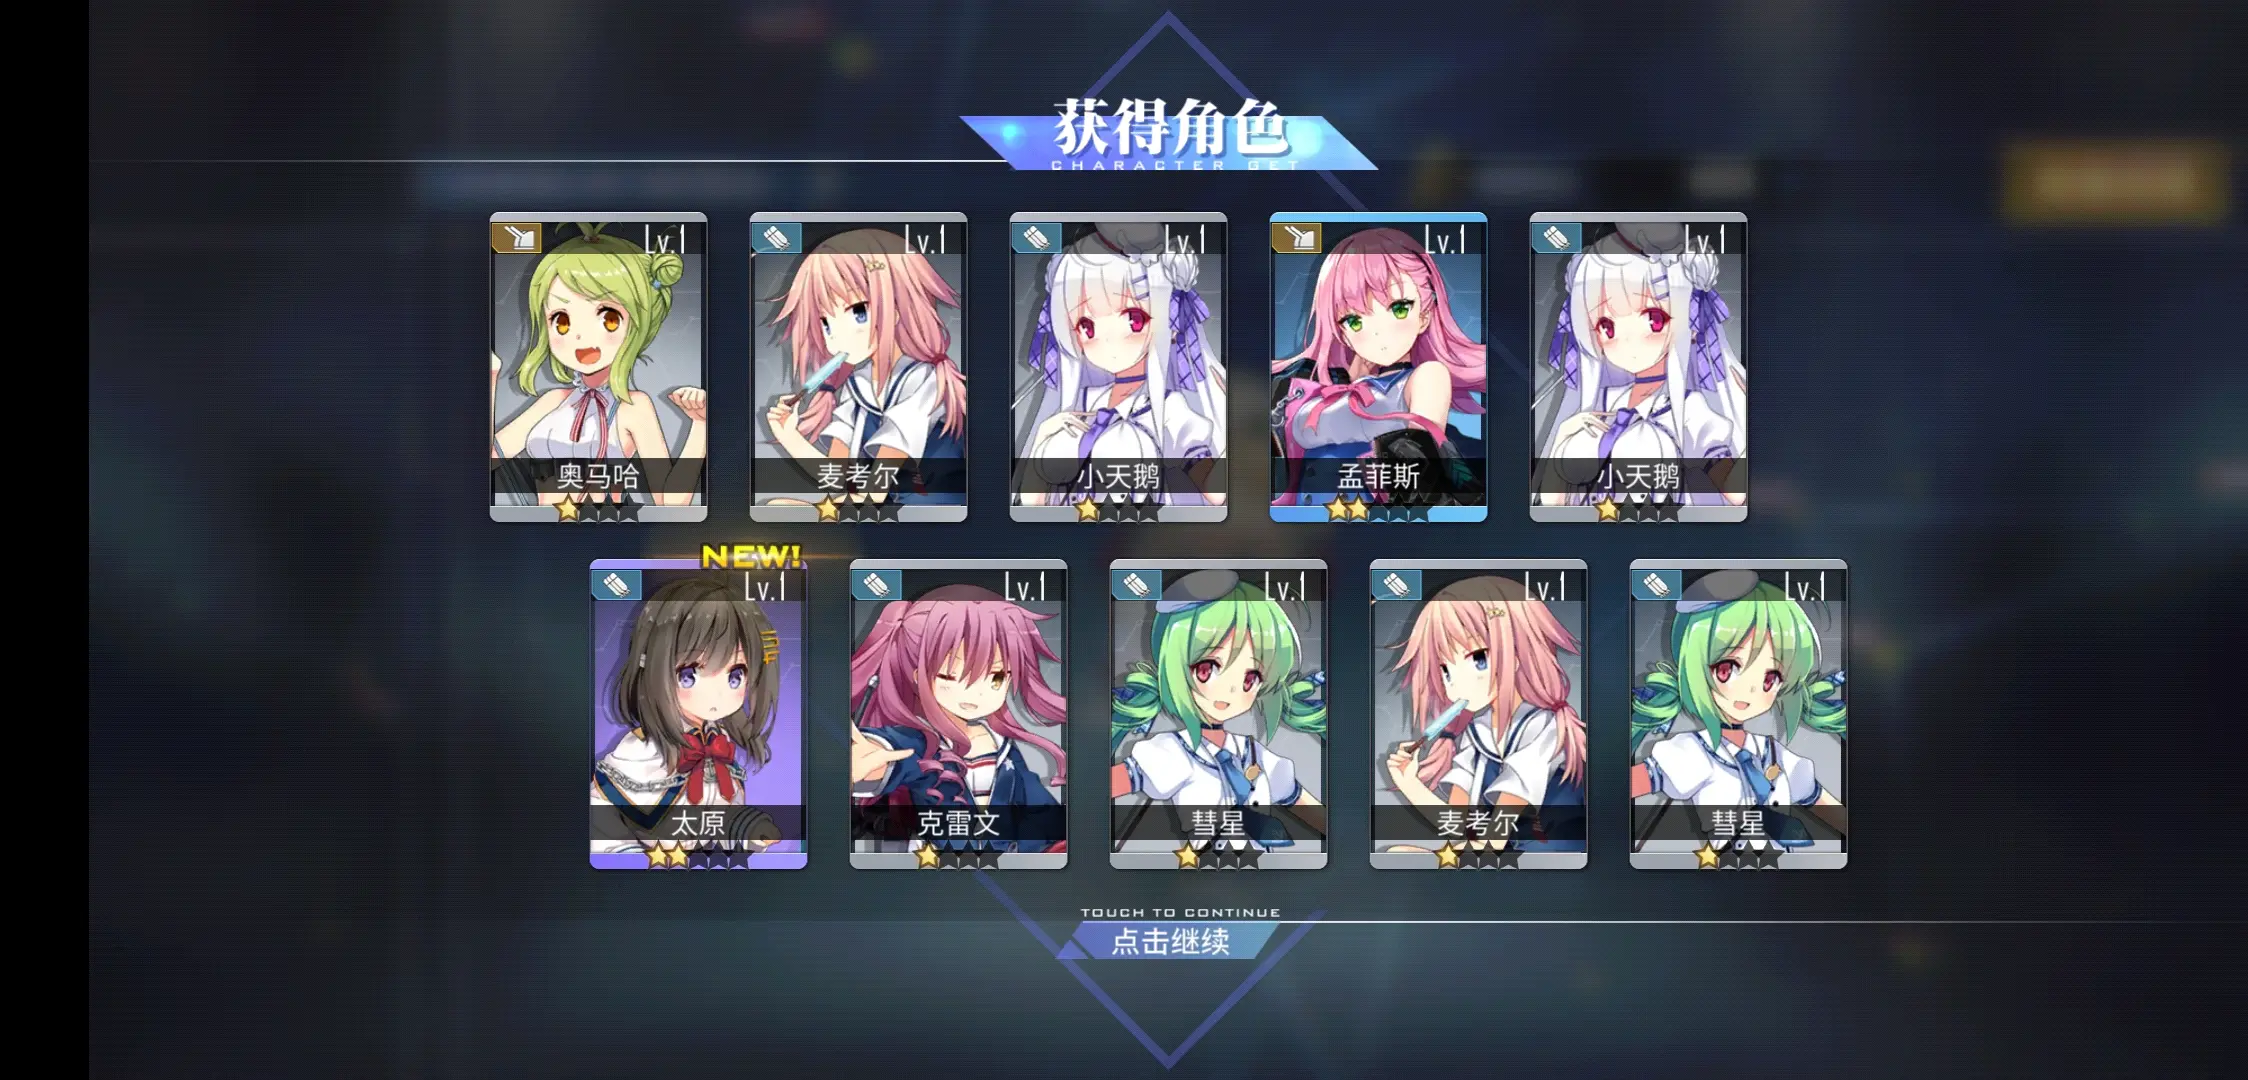 获得角色
CHARACTER GET
Lv.1 Lv.1 Lv.1 Lv.1 Lv.1
奥马哈 麦考尔 小天鹅 孟菲斯 小天鹅
NEW!
Lv.1 Lv.1 Lv.1 Lv.1 Lv.1
太原 克雷文 彗星 麦考尔 彗星
TOUCH TO CONTINUE
点击继续